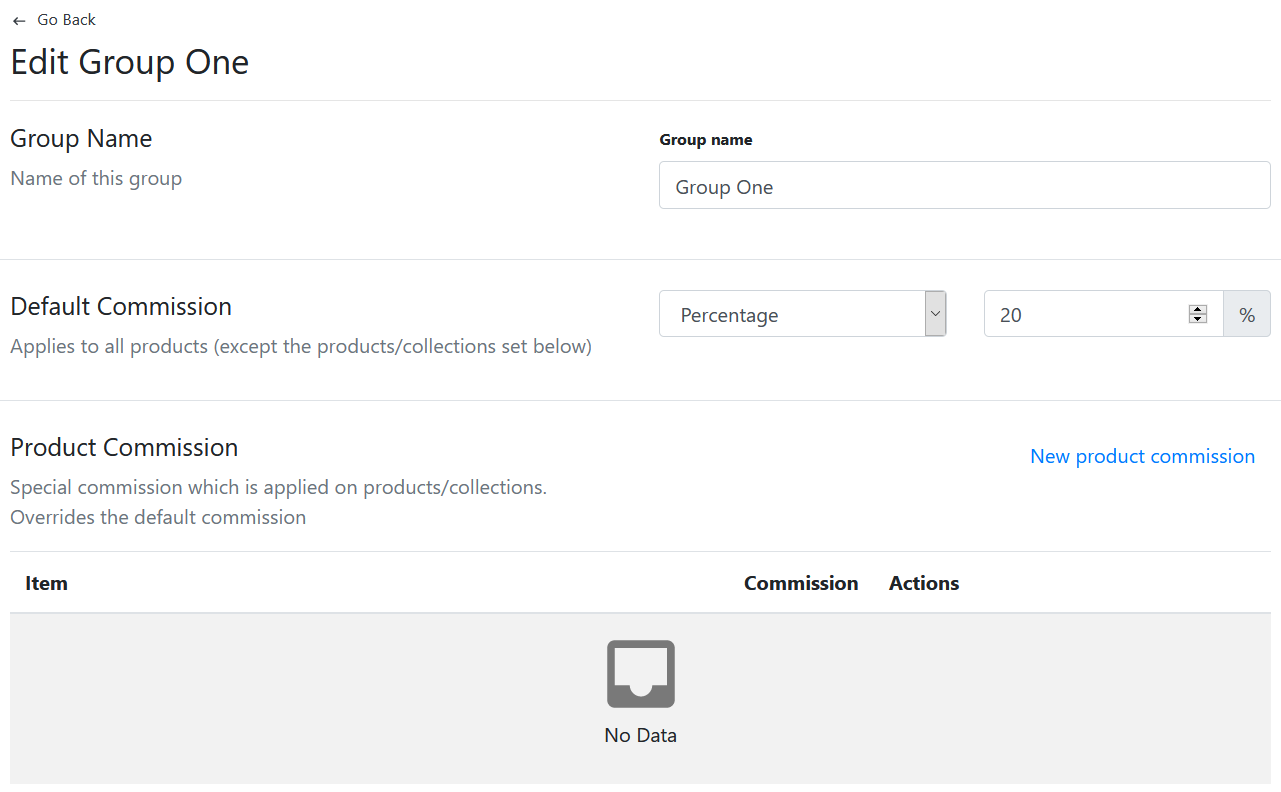 ← Go Back
Edit Group One
Group Name
Name of this group
Group name
Group One
Default Commission
Applies to all products (except the products/collections set below)
Percentage
20
%
Product Commission
Special commission which is applied on products/collections.
Overrides the default commission
New product commission
Item Commission Actions
No Data